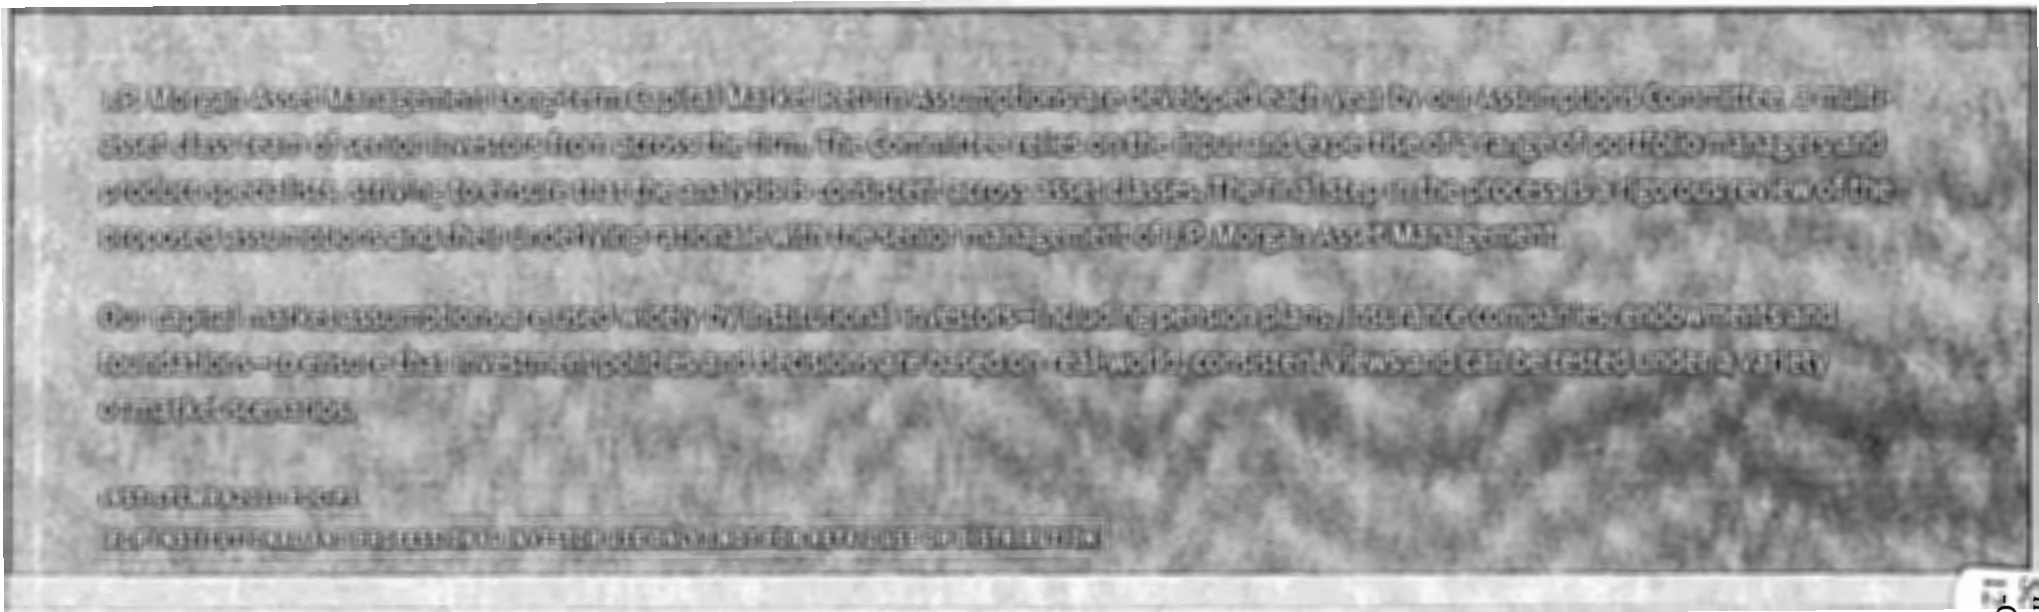 J.P. Morgan Asset Management Long-term Capital Market Return Assumptions are developed each year by our Assumptions Committee, a multi-
asset class team of senior investors from across the firm. The Committee relies on the input and expertise of a range of portfolio managers and
product specialists, striving to ensure that the analysis is consistent across asset classes. The final step in the process is a rigorous review of the
proposed assumptions and their underlying rationale with the senior management of J.P. Morgan Asset Management.
Our capital market assumptions are used widely by institutional investors—including pension plans, insurance companies, endowments and
foundations—to ensure that investment policies and decisions are based on real-world, consistent views and can be tested under a variety
of market scenarios.